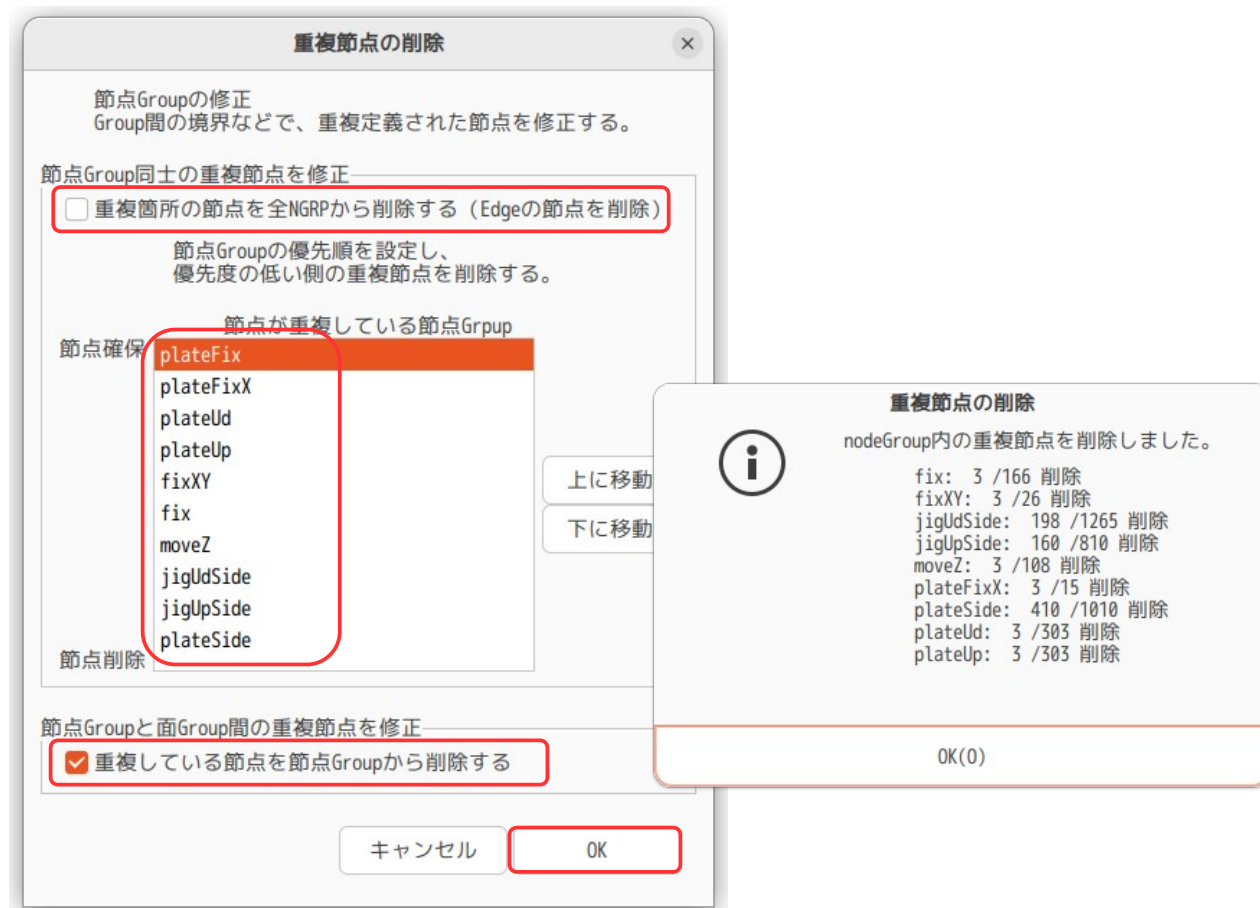 重複節点の削除
節点Groupの修正
Group間の境界などで、重複定義された節点を修正する。
節点Group同士の重複節点を修正
重複箇所の節点を全NGRPから削除する (Edgeの節点を削除)
節点Groupの優先順を設定し、
優先度の低い側の重複節点を削除する。
節点が重複している節点Grpup
節点確保
plateFix
plateFixX
plateUd
plateUp
fixXY
fix
moveZ
jigUdSide
jigUpSide
plateSide
節点削除
上に移動
下に移動
節点Groupと面Group間の重複節点を修正
重複している節点を節点Groupから削除する
キャンセル
OK
重複節点の削除
nodeGroup内の重複節点を削除しました。
fix: 3 /166 削除
fixXY: 3 /26 削除
jigUdSide: 198 /1265 削除
jigUpSide: 160 /810 削除
moveZ: 3 /108 削除
plateFixX: 3 /15 削除
plateSide: 410 /1010 削除
plateUd: 3 /303 削除
plateUp: 3 /303 削除
OK(O)